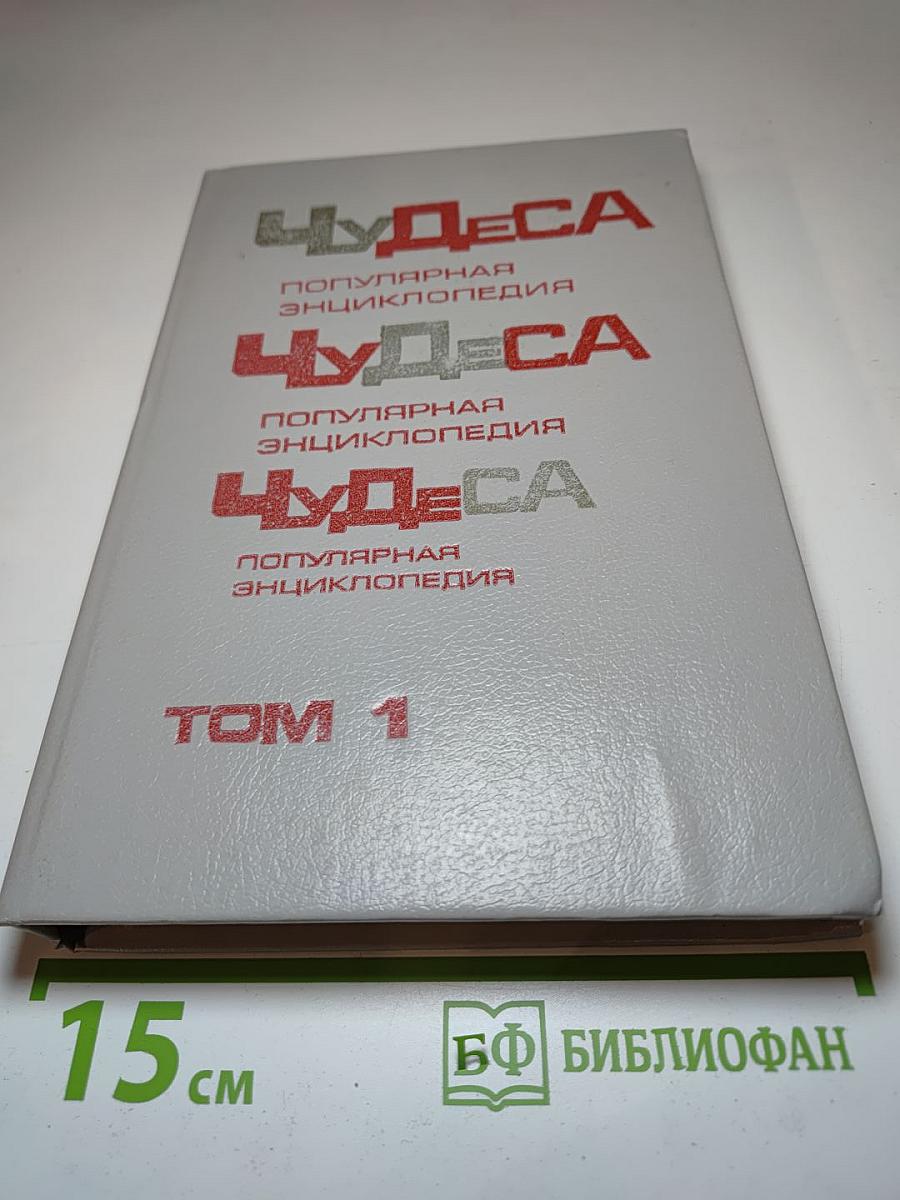 ЧУДЕСА
ПОПУЛЯРНАЯ
ЭНЦИКЛОПЕДИЯ
ЧУДЕСА
ПОПУЛЯРНАЯ
ЭНЦИКЛОПЕДИЯ
ЧУДЕСА
ПОПУЛЯРНАЯ
ЭНЦИКЛОПЕДИЯ
ТОМ 1
15 см
БФ БИБЛИОФАН